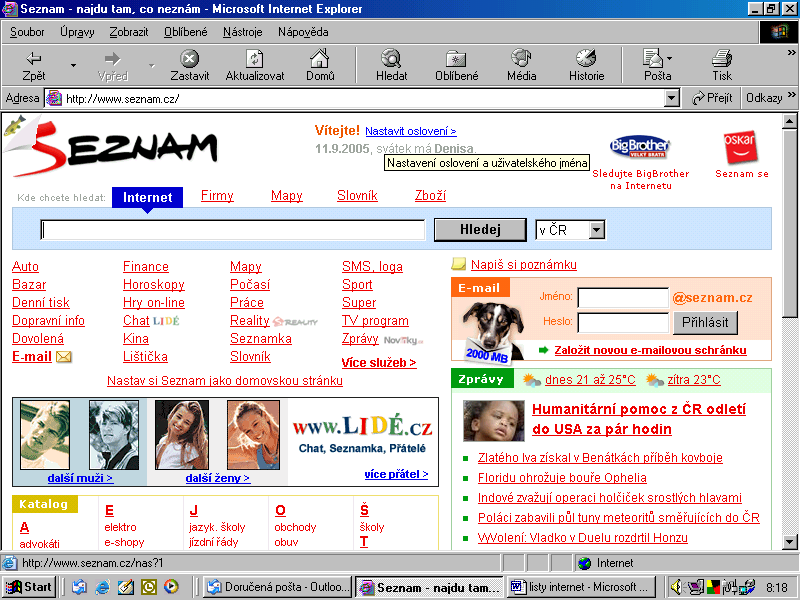 Seznam - najdu tam, co neznám - Microsoft Internet Explorer
Soubor Úpravy Zobrazit Oblíbené Nástroje Nápověda
Zpět Vpřed Zastavit Aktualizovat Domů Hledat Oblíbené Média Historie Pošta Tisk
Adresa http://www.seznam.cz/ Přejít Odkazy
SEZNAM
Vítejte! Nastavit oslovení >
11.9.2005, svátek má Denisa.
Nastavení oslovení a uživatelského jména
Big Brother
VELKÝ BRATR
Sledujte BigBrother
na Internetu
oskar
Seznam se
Kde chcete hledat: Internet Firmy Mapy Slovník Zboží
Hledej v ČR
Auto Finance Mapy SMS, loga
Bazar Horoskopy Počasí Sport
Denní tisk Hry on-line Práce Super
Dopravní info Chat LIDÉ Reality REALITY TV program
Dovolená Kina Seznamka Zprávy Novinky.cz
E-mail Lištička Slovník Více služeb >
Nastav si Seznam jako domovskou stránku
Napiš si poznámku
E-mail
Jméno: @seznam.cz
Heslo: Přihlásit
2000 MB
Založit novou e-mailovou schránku
Zprávy dnes 21 až 25°C zítra 23°C
Humanitární pomoc z ČR odletí
do USA za pár hodin
Zlatého lva získal v Benátkách příběh kovboje
Floridu ohrožuje bouře Ophelia
Indové zvažují operaci holčiček srostlých hlavami
Poláci zabavili půl tuny meteoritů směřujících do ČR
VyVolení: Vladko v Duelu rozdrtil Honzu
www.LIDÉ.cz
Chat, Seznamka, Přátelé
další muži > další ženy > více přátel >
Katalog
A
advokáti
E
elektro
e-shopy
J
jazyk. školy
jízdní řády
O
obchody
obuv
Š
školy
T
http://www.seznam.cz/nas?1 Internet
Start Doručená pošta - Outloo... Seznam - najdu tam... listy internet - Microsoft ... 8:18